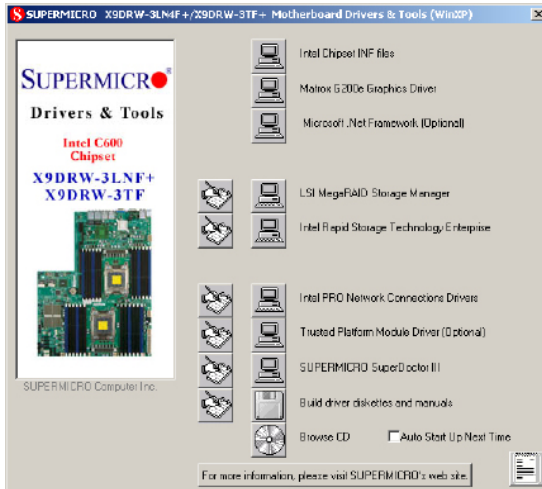 SUPERMICRO X9DRW-3LN4F+/X9DRW-3TF+ Motherboard Drivers & Tools (WinXP)
SUPERMICRO
Drivers & Tools
Intel C600
Chipset
X9DRW-3LNF+
X9DRW-3TF
SUPERMICRO Computer Inc.
Intel Chipset INF files
Matrox G200e Graphics Driver
Microsoft .Net Framework (Optional)
LSI MegaRAID Storage Manager
Intel Rapid Storage Technology Enterprise
Intel PRO Network Connections Drivers
Trusted Platform Module Driver (Optional)
SUPERMICRO SuperDoctor III
Build driver diskettes and manuals
Browse CD
Auto Start Up Next Time
For more information, please visit SUPERMICRO's web site.